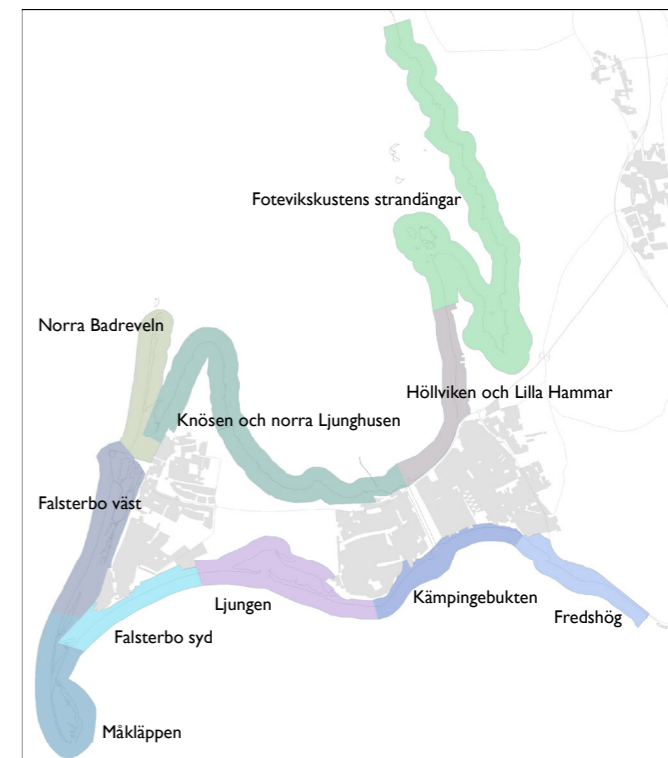 Fotevikskustens strandängar
Norra Badreveln
Höllviken och Lilla Hammar
Knösen och norra Ljunghusen
Falsterbo väst
Ljungen
Kämpingebukten
Fredshög
Falsterbo syd
Måkläppen